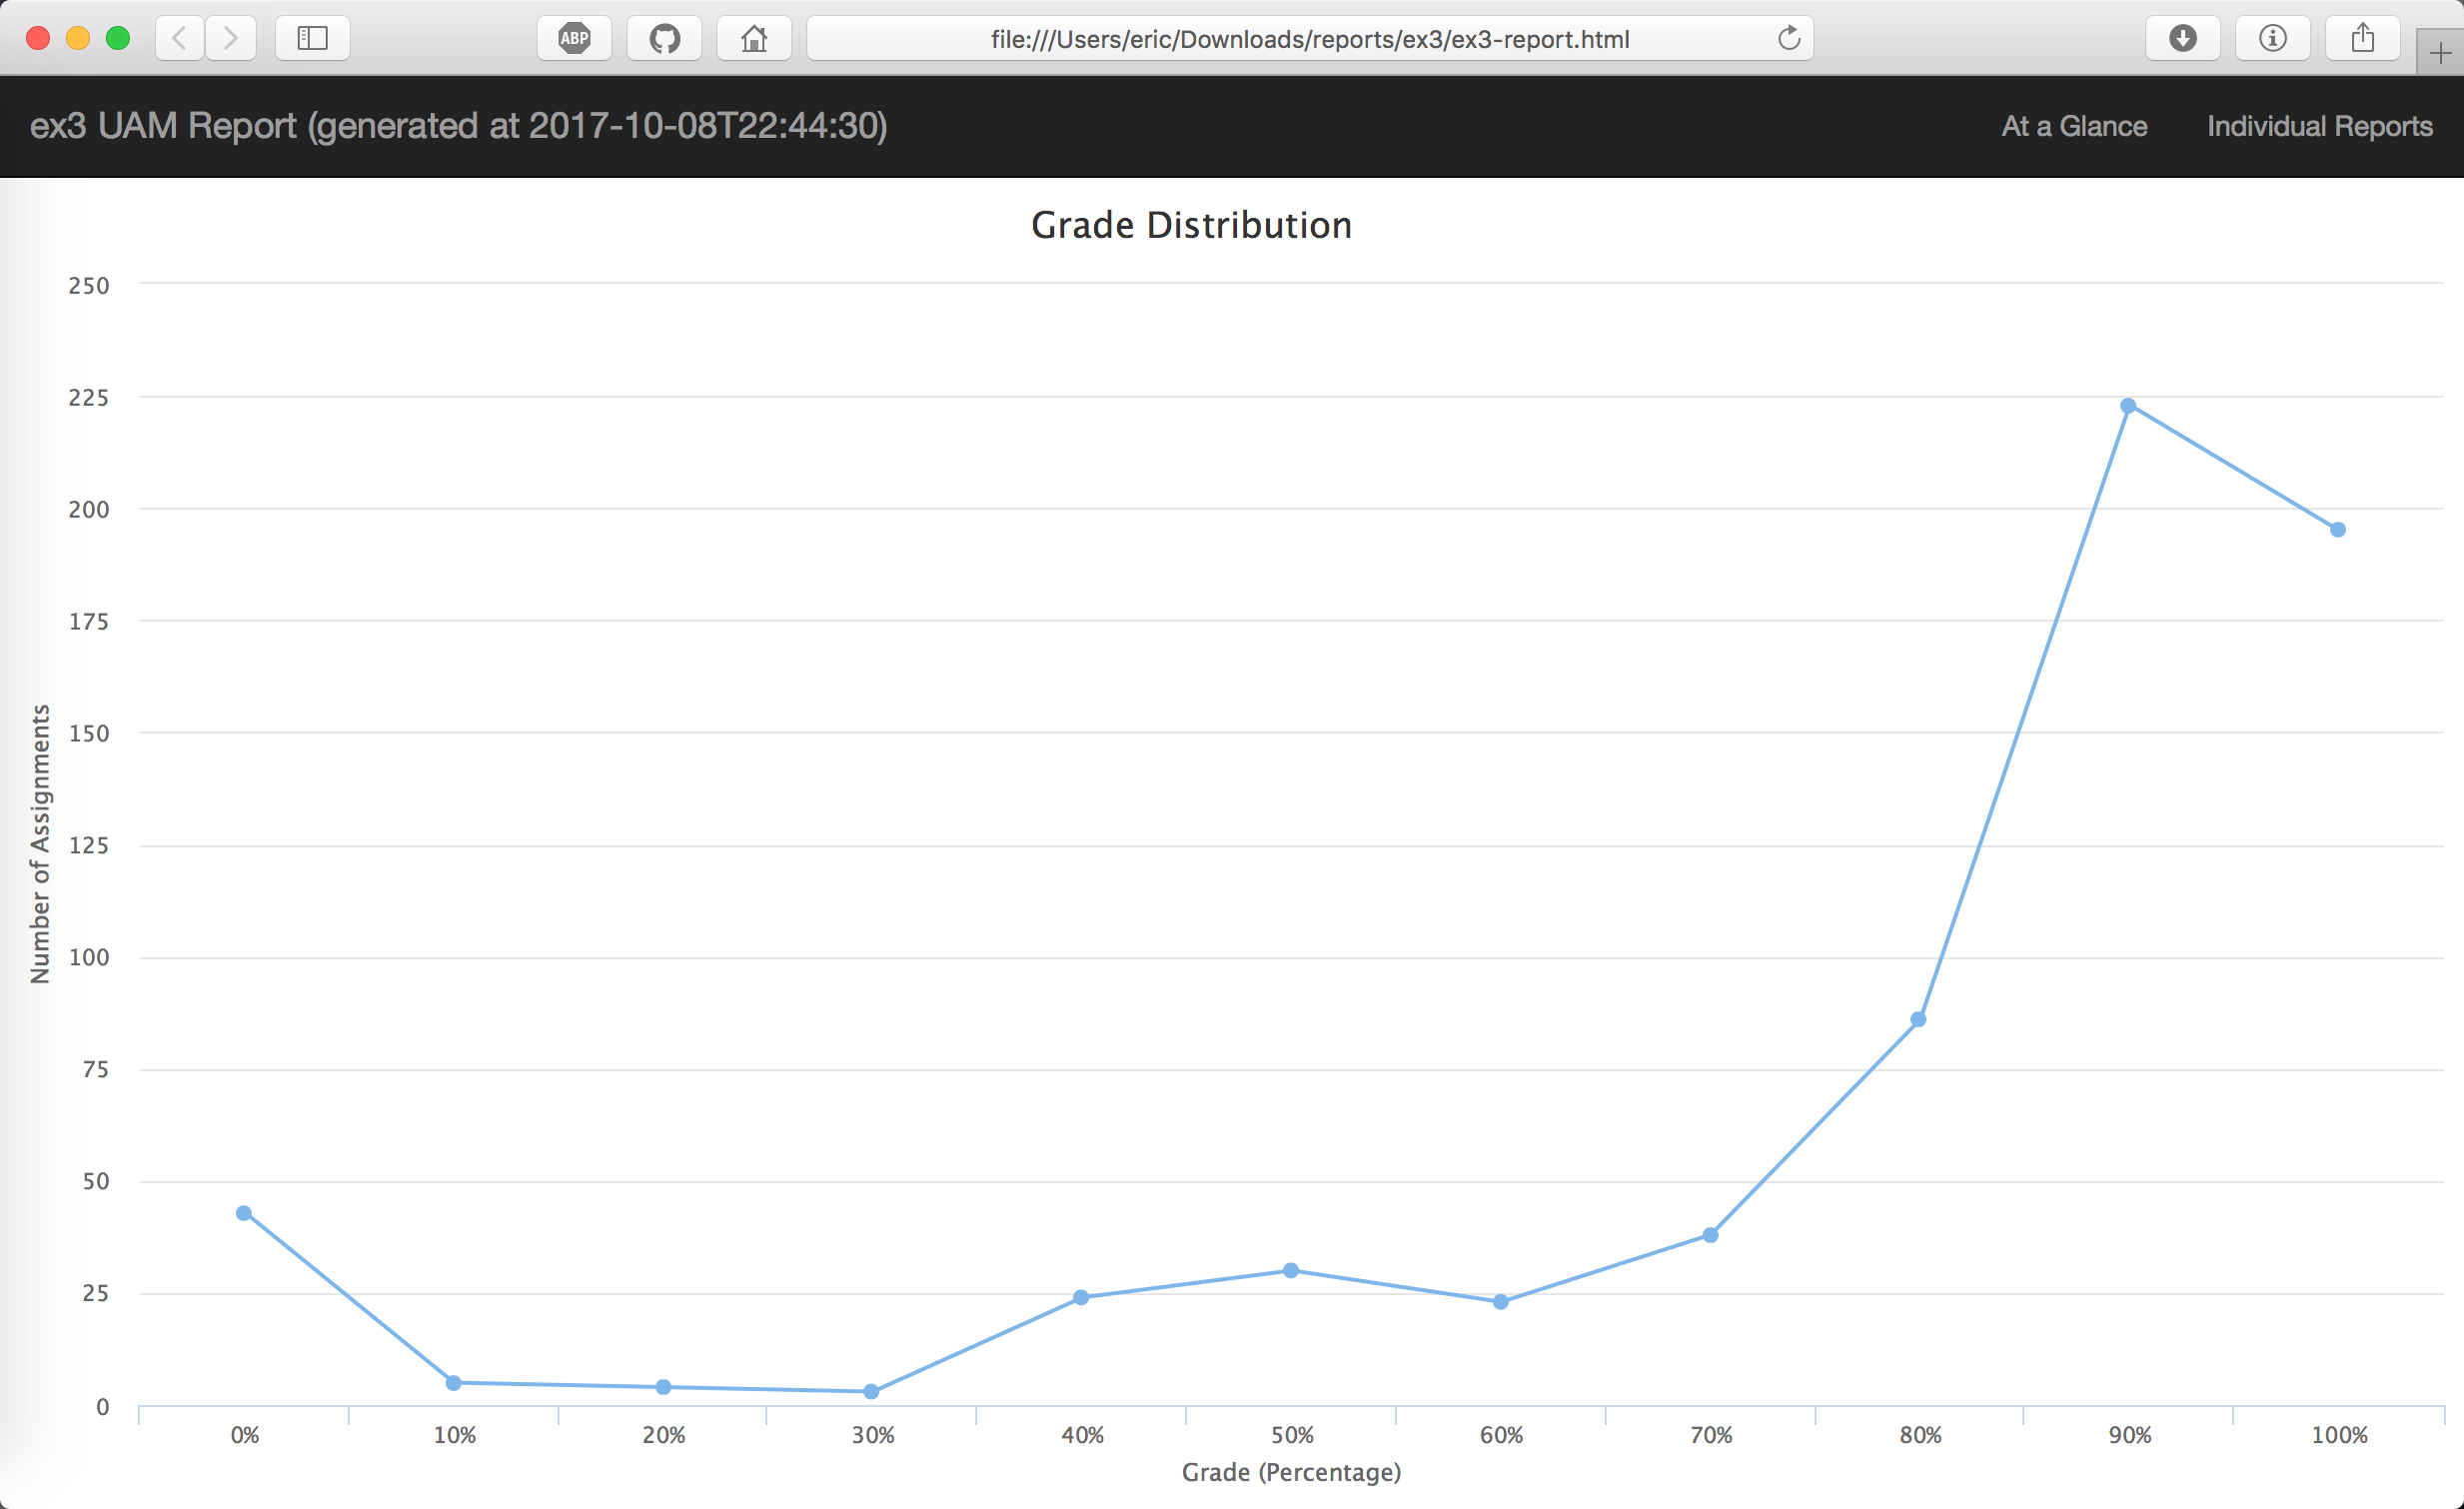 ABP
file:///Users/eric/Downloads/reports/ex3/ex3-report.html
ex3 UAM Report (generated at 2017-10-08T22:44:30)
At a Glance
Individual Reports
Grade Distribution
250
225
200
175
150
125
100
75
50
25
0
Number of Assignments
0% 10% 20% 30% 40% 50% 60% 70% 80% 90% 100%
Grade (Percentage)